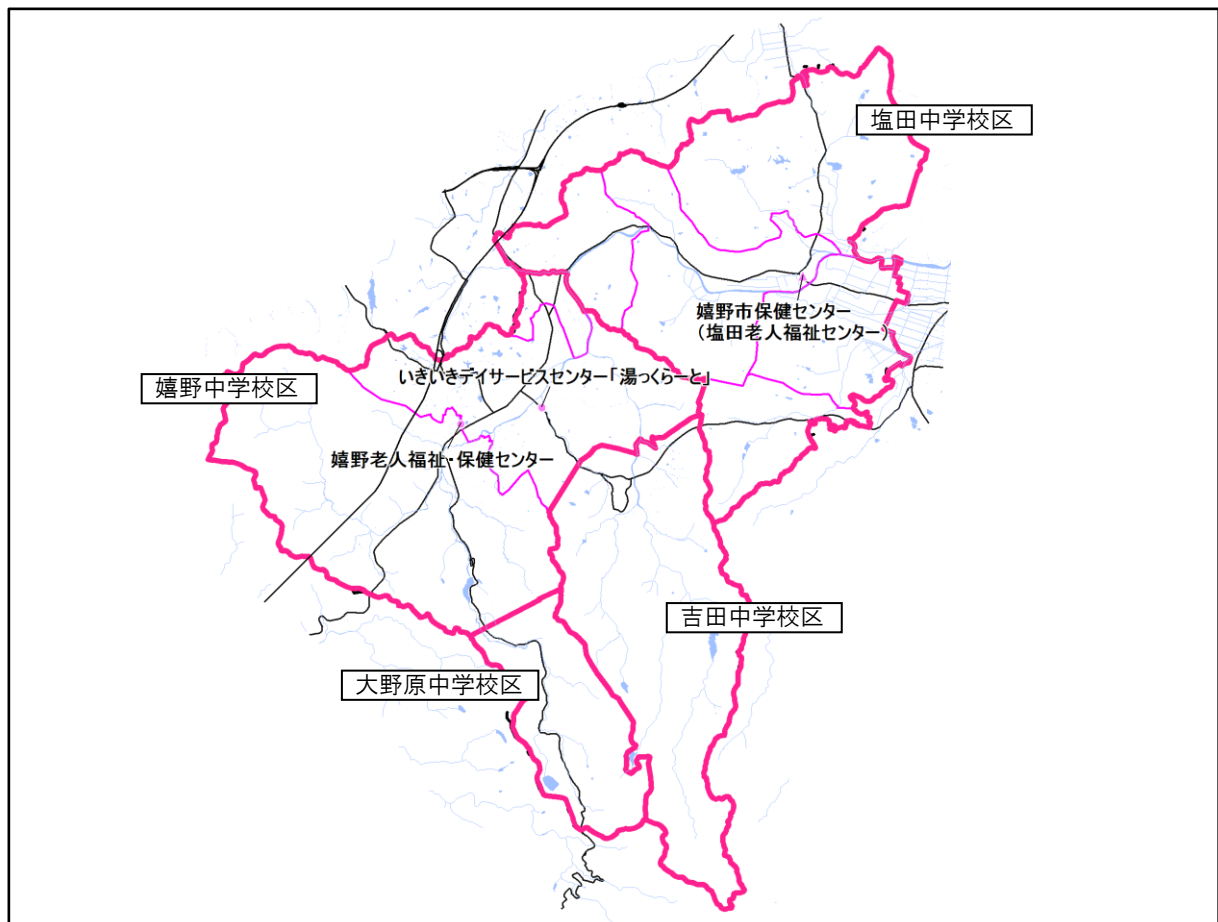 塩田中学校区
嬉野市保健センター
(塩田老人福祉センター)
いきいきデイサービスセンター「湯っくらーと」
嬉野中学校区
嬉野老人福祉・保健センター
吉田中学校区
大野原中学校区